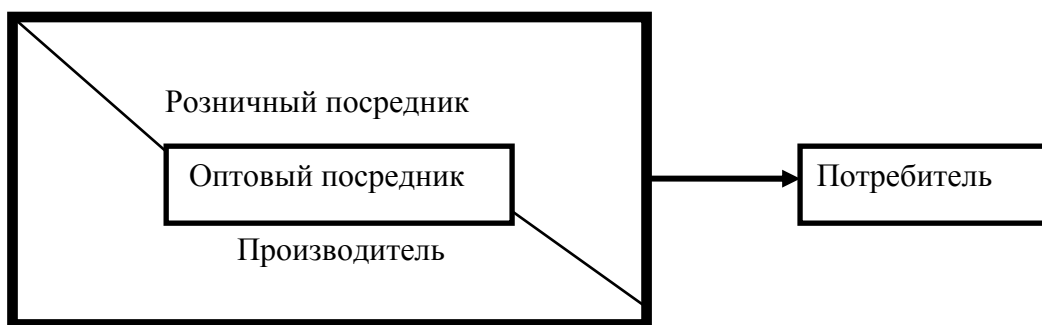 Розничный посредник
Оптовый посредник
Потребитель
Производитель